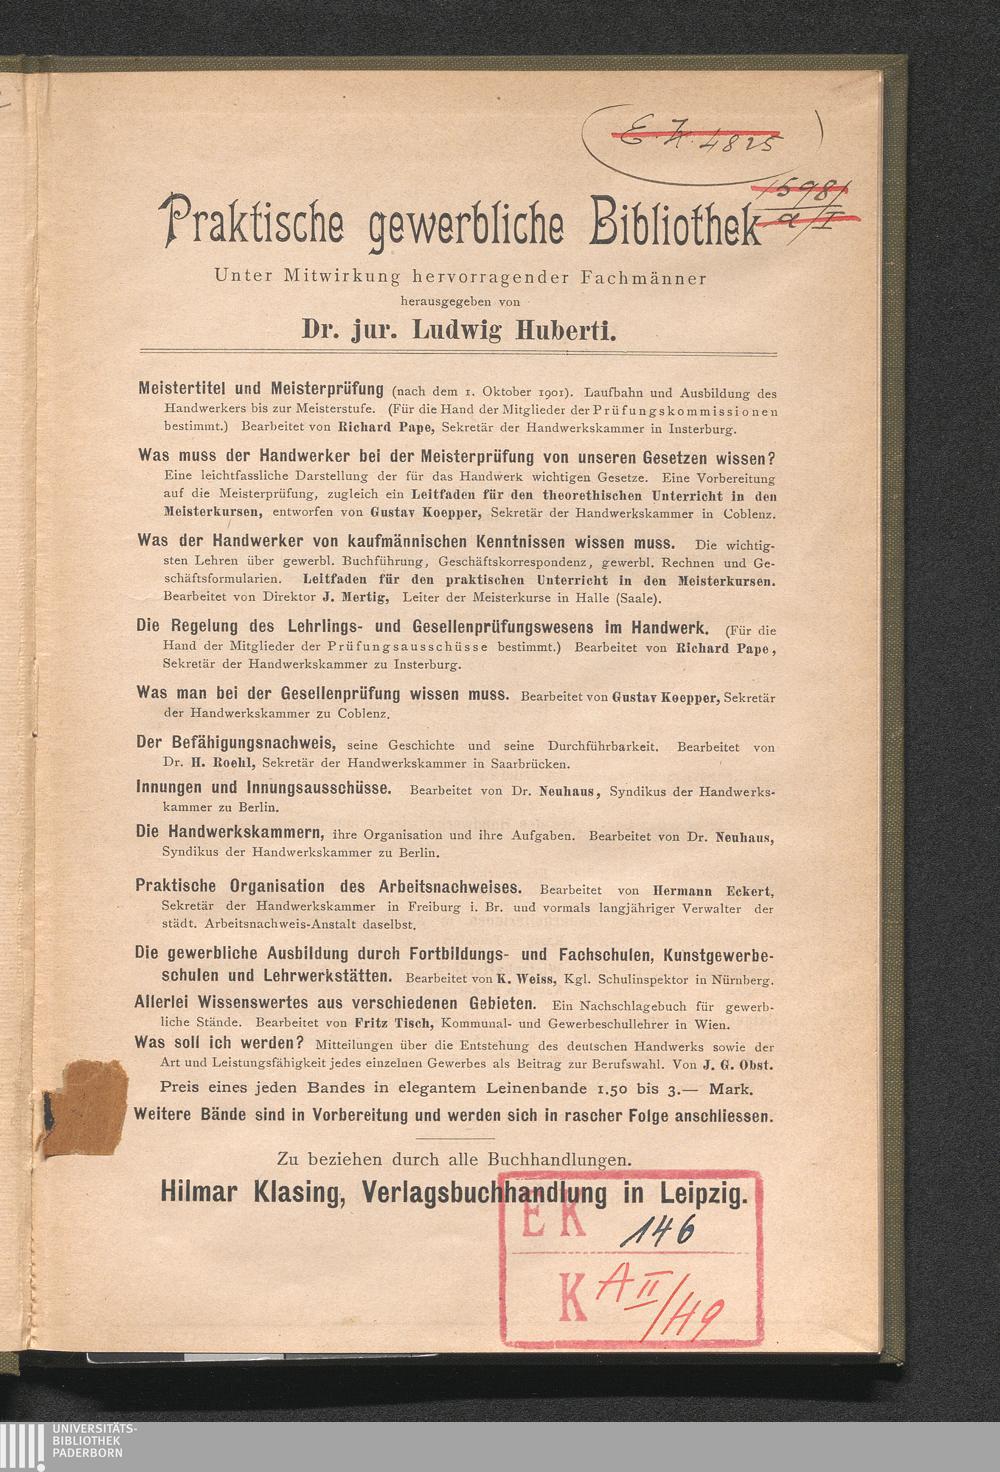 E. K. 4825
1598/
a/I
Praktische gewerbliche Bibliothek
Unter Mitwirkung hervorragender Fachmänner
herausgegeben von
Dr. jur. Ludwig Huberti.
Meistertitel und Meisterprüfung (nach dem 1. Oktober 1901). Laufbahn und Ausbildung des
Handwerkers bis zur Meisterstufe. (Für die Hand der Mitglieder der Prüfungskommissionen
bestimmt.) Bearbeitet von Richard Pape, Sekretär der Handwerkskammer in Insterburg.
Was muss der Handwerker bei der Meisterprüfung von unseren Gesetzen wissen?
Eine leichtfassliche Darstellung der für das Handwerk wichtigen Gesetze. Eine Vorbereitung
auf die Meisterprüfung, zugleich ein Leitfaden für den theorethischen Unterricht in den
Meisterkursen, entworfen von Gustav Koepper, Sekretär der Handwerkskammer in Coblenz.
Was der Handwerker von kaufmännischen Kenntnissen wissen muss. Die wichtig-
sten Lehren über gewerbl. Buchführung, Geschäftskorrespondenz, gewerbl. Rechnen und Ge-
schäftsformularien. Leitfaden für den praktischen Unterricht in den Meisterkursen.
Bearbeitet von Direktor J. Mertig, Leiter der Meisterkurse in Halle (Saale).
Die Regelung des Lehrlings- und Gesellenprüfungswesens im Handwerk. (Für die
Hand der Mitglieder der Prüfungsausschüsse bestimmt.) Bearbeitet von Richard Pape,
Sekretär der Handwerkskammer zu Insterburg.
Was man bei der Gesellenprüfung wissen muss. Bearbeitet von Gustav Koepper, Sekretär
der Handwerkskammer zu Coblenz.
Der Befähigungsnachweis, seine Geschichte und seine Durchführbarkeit. Bearbeitet von
Dr. H. Roehl, Sekretär der Handwerkskammer in Saarbrücken.
Innungen und Innungsausschüsse. Bearbeitet von Dr. Neuhaus, Syndikus der Handwerks-
kammer zu Berlin.
Die Handwerkskammern, ihre Organisation und ihre Aufgaben. Bearbeitet von Dr. Neuhaus,
Syndikus der Handwerkskammer zu Berlin.
Praktische Organisation des Arbeitsnachweises. Bearbeitet von Hermann Eckert,
Sekretär der Handwerkskammer in Freiburg i. Br. und vormals langjähriger Verwalter der
städt. Arbeitsnachweis-Anstalt daselbst.
Die gewerbliche Ausbildung durch Fortbildungs- und Fachschulen, Kunstgewerbe-
schulen und Lehrwerkstätten. Bearbeitet von K. Weiss, Kgl. Schulinspektor in Nürnberg.
Allerlei Wissenswertes aus verschiedenen Gebieten. Ein Nachschlagebuch für gewerb-
liche Stände. Bearbeitet von Fritz Tisch, Kommunal- und Gewerbeschullehrer in Wien.
Was soll ich werden? Mitteilungen über die Entstehung des deutschen Handwerks sowie der
Art und Leistungsfähigkeit jedes einzelnen Gewerbes als Beitrag zur Berufswahl. Von J. G. Obst.
Preis eines jeden Bandes in elegantem Leinenbande 1.50 bis 3.— Mark.
Weitere Bände sind in Vorbereitung und werden sich in rascher Folge anschliessen.
Zu beziehen durch alle Buchhandlungen.
Hilmar Klasing, Verlagsbuchhandlung in Leipzig.
EK 146
K A II/49
UNIVERSITÄTS-
BIBLIOTHEK
PADERBORN